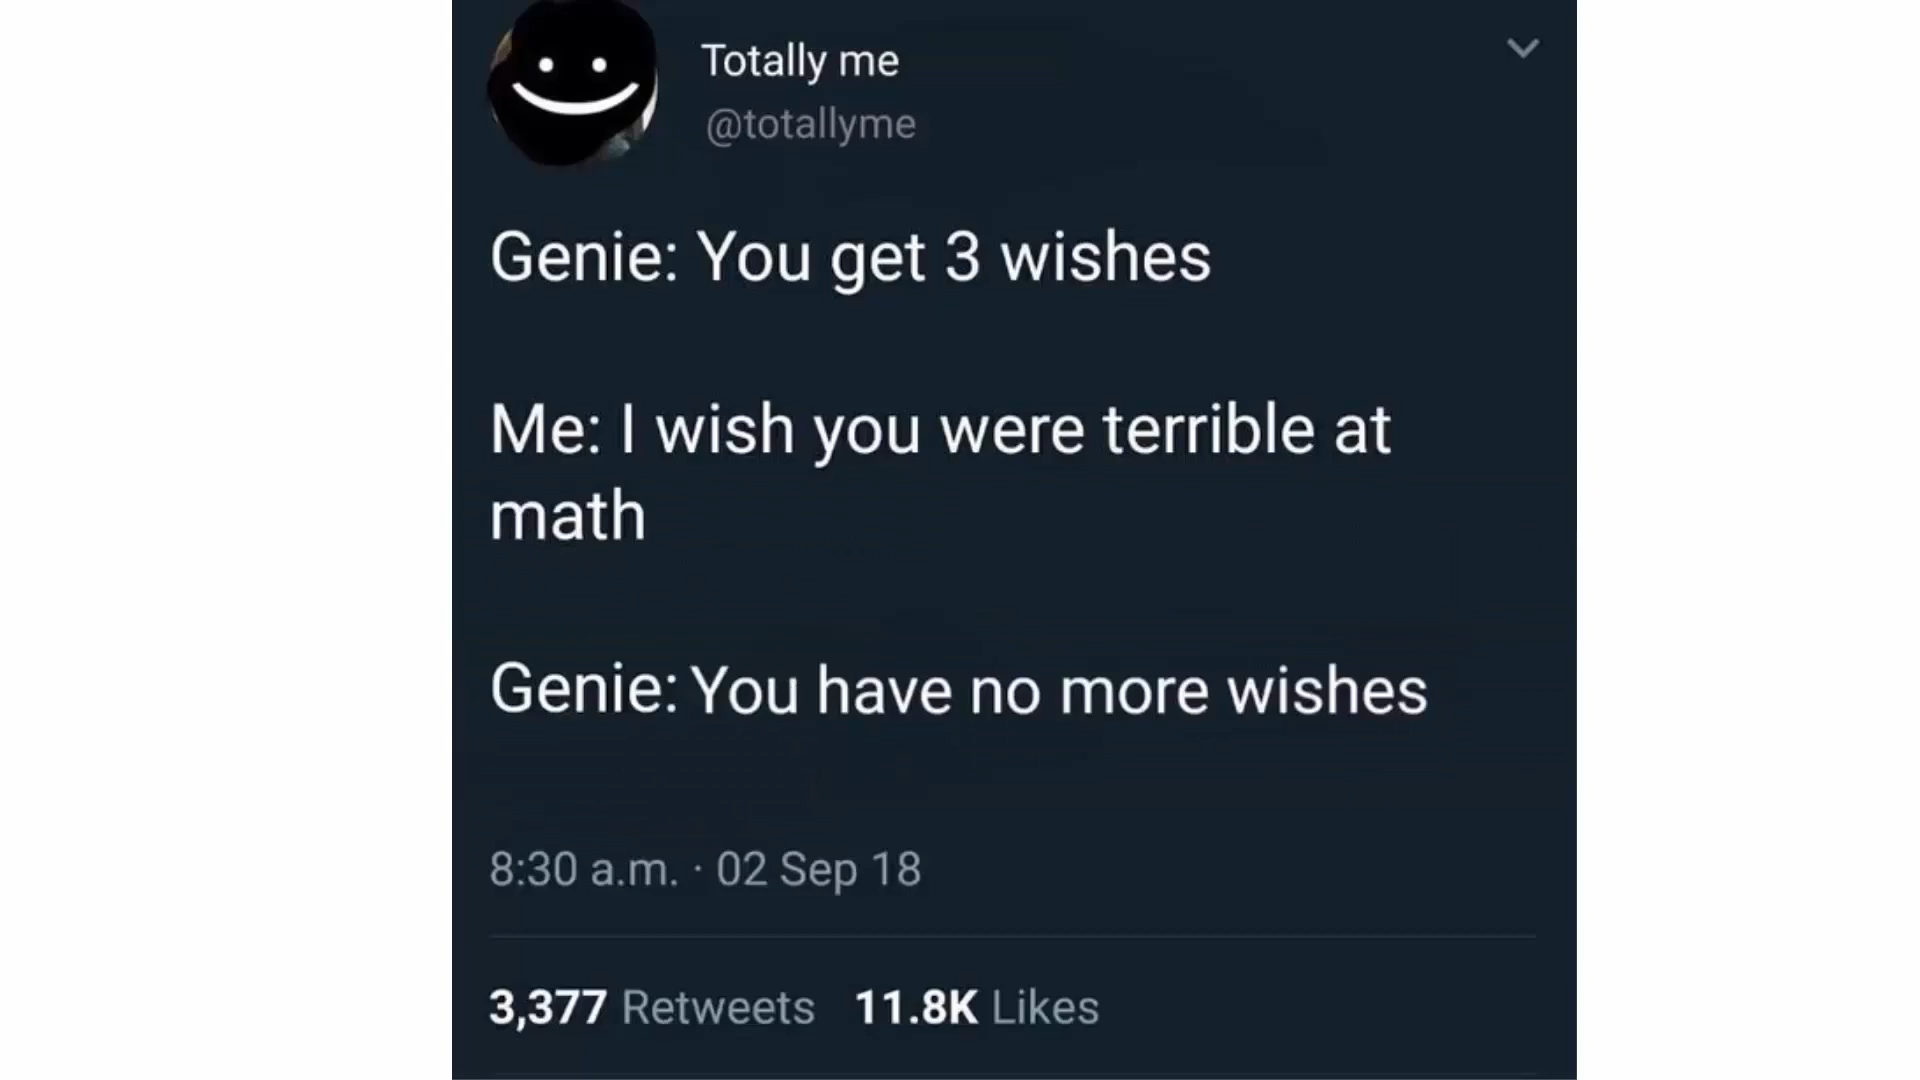 Totally me
@totallyme
Genie: You get 3 wishes
Me: I wish you were terrible at
math
Genie: You have no more wishes
8:30 a.m. · 02 Sep 18
3,377 Retweets 11.8K Likes